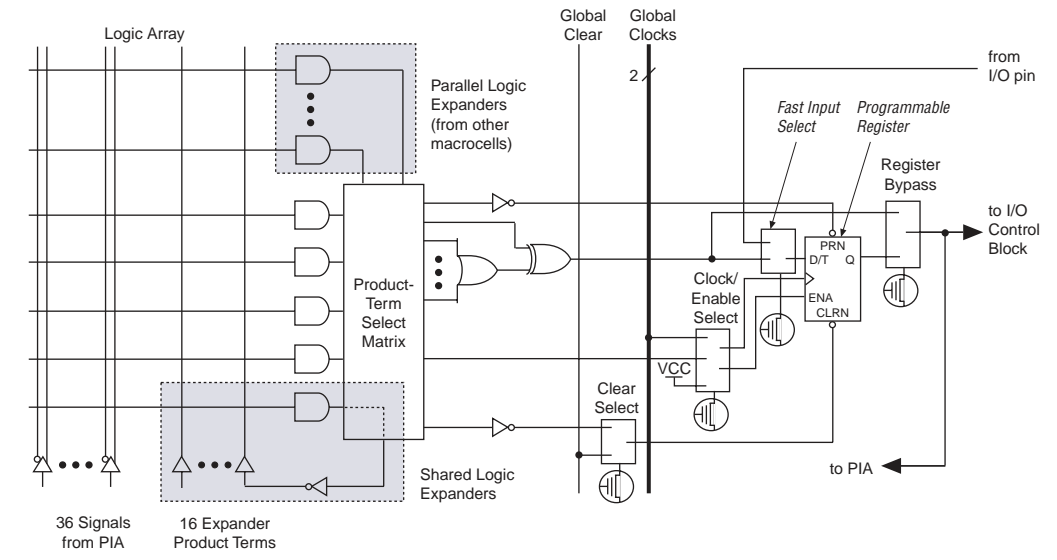 Logic Array
Global
Clear
Global
Clocks
2
from
I/O pin
Parallel Logic
Expanders
(from other
macrocells)
Fast Input
Select
Programmable
Register
Register
Bypass
to I/O
Control
Block
PRN
D/T Q
ENA
CLRN
Clock/
Enable
Select
Product-
Term
Select
Matrix
VCC
Clear
Select
Shared Logic
Expanders
to PIA
36 Signals
from PIA
16 Expander
Product Terms